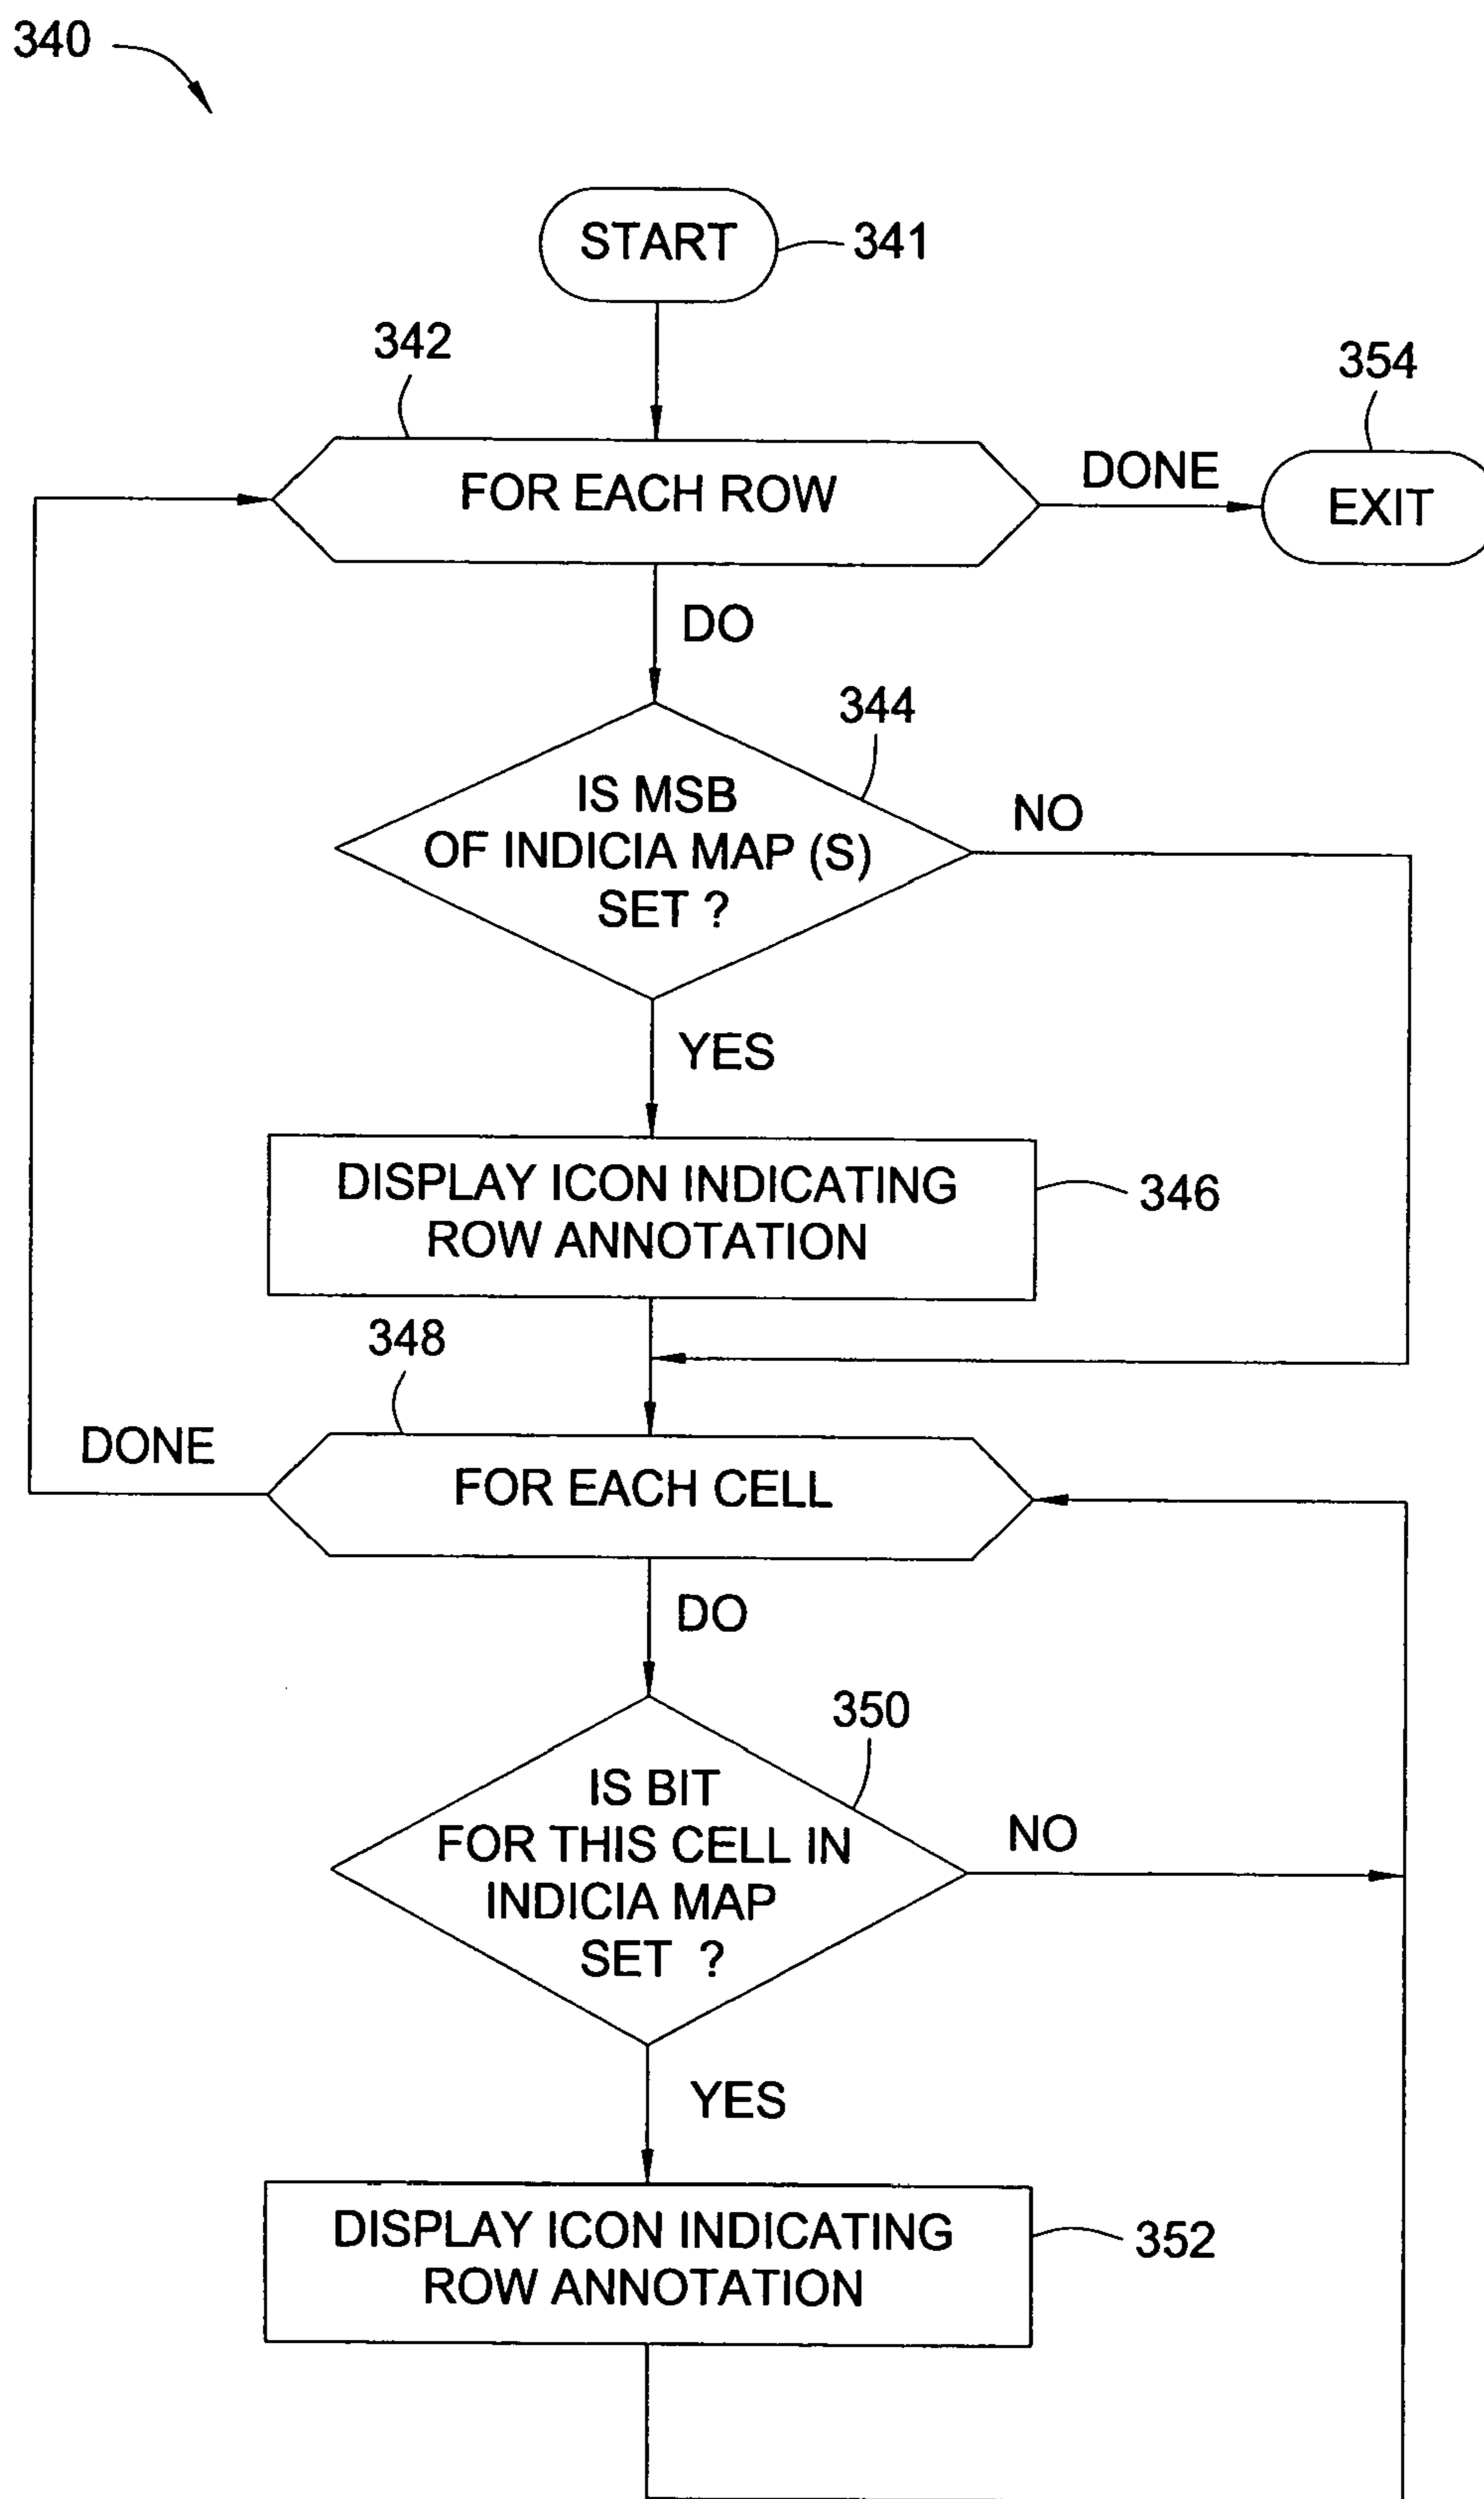 340
START
341
342
354
FOR EACH ROW
DONE
EXIT
DO
344
IS MSB
OF INDICIA MAP (S)
SET ?
NO
YES
DISPLAY ICON INDICATING
ROW ANNOTATION
346
348
DONE
FOR EACH CELL
DO
350
IS BIT
FOR THIS CELL IN
INDICIA MAP
SET ?
NO
YES
DISPLAY ICON INDICATING
ROW ANNOTATION
352